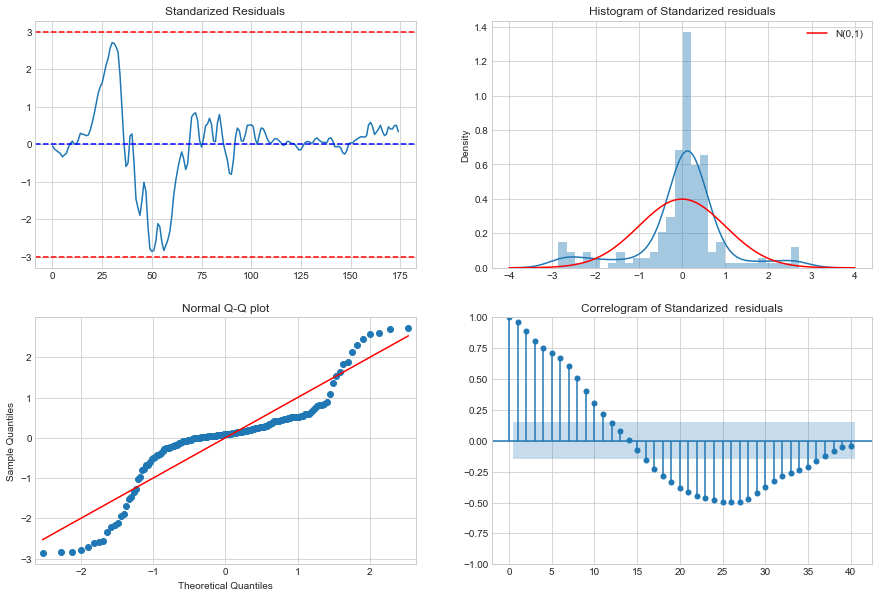 Standarized Residuals
3
2
1
0
−1
−2
−3
0 25 50 75 100 125 150 175
Histogram of Standarized residuals
N(0,1)
Density
1.4
1.2
1.0
0.8
0.6
0.4
0.2
0.0
−4 −3 −2 −1 0 1 2 3 4
Normal Q-Q plot
Sample Quantiles
2
1
0
−1
−2
−3
−2 −1 0 1 2
Theoretical Quantiles
Correlogram of Standarized residuals
1.00
0.75
0.50
0.25
0.00
−0.25
−0.50
−0.75
−1.00
0 5 10 15 20 25 30 35 40